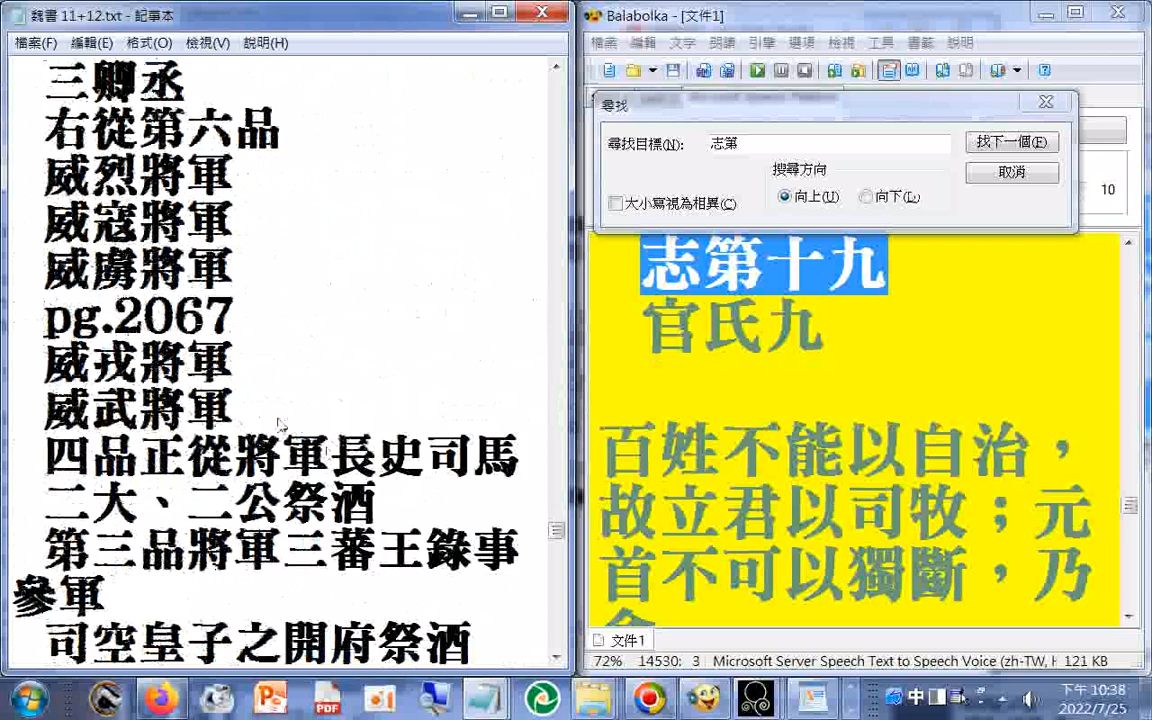 魏書 11+12.txt - 記事本
檔案(F) 編輯(E) 格式(O) 檢視(V) 說明(H)
三卿丞
右從第六品
威烈將軍
威寇將軍
威虜將軍
pg.2067
威戎將軍
威武將軍
四品正從將軍長史司馬
二大、二公祭酒
第三品將軍三蕃王錄事
參軍
司空皇子之開府祭酒
Balabolka - [文件1]
檔案 編輯 文字 朗讀 引擎 選項 檢視 工具 書籤 說明
尋找
尋找目標(N): 志第 找下一個(F)
搜尋方向 取消
大小寫視為相異(C) 向上(U) 向下(L)
10
志第十九
官氏九
百姓不能以自治，
故立君以司牧；元
首不可以獨斷，乃
文件1
72% 14530: 3 Microsoft Server Speech Text to Speech Voice (zh-TW, H 121 KB
PDF
中
下午 10:38
2022/7/25